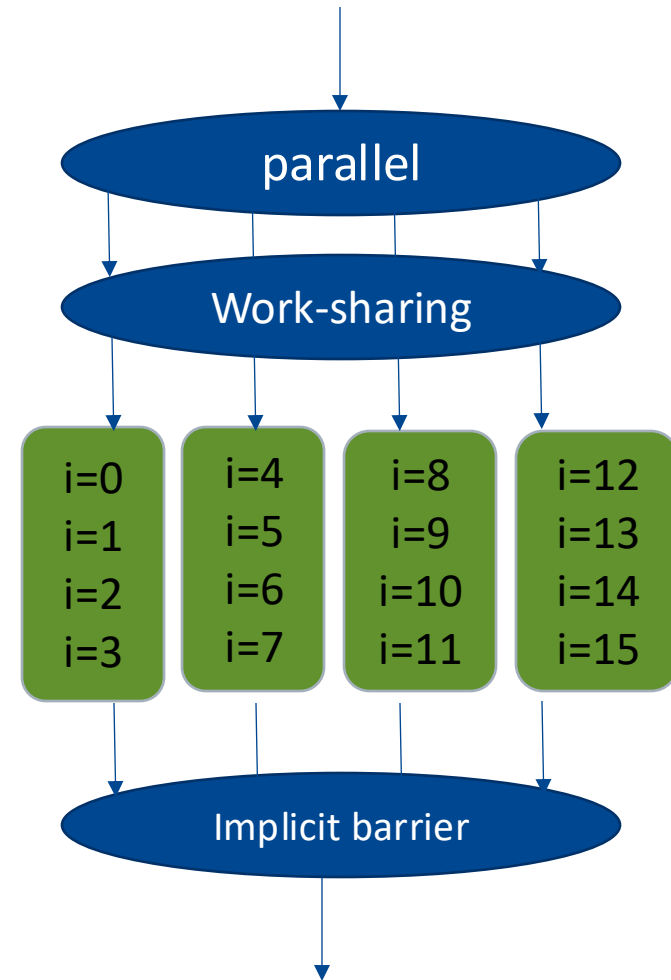 parallel
Work-sharing
i=0
i=1
i=2
i=3
i=4
i=5
i=6
i=7
i=8
i=9
i=10
i=11
i=12
i=13
i=14
i=15
Implicit barrier